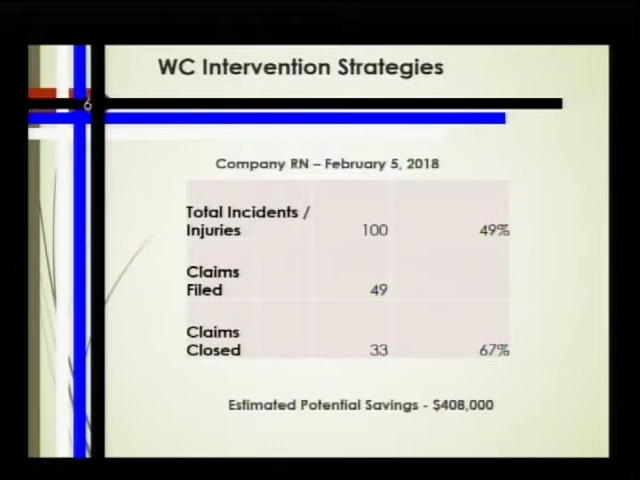 WC Intervention Strategies
6
Company RN – February 5, 2018
Total Incidents /
Injuries 100 49%
Claims
Filed 49
Claims
Closed 33 67%
Estimated Potential Savings - $408,000